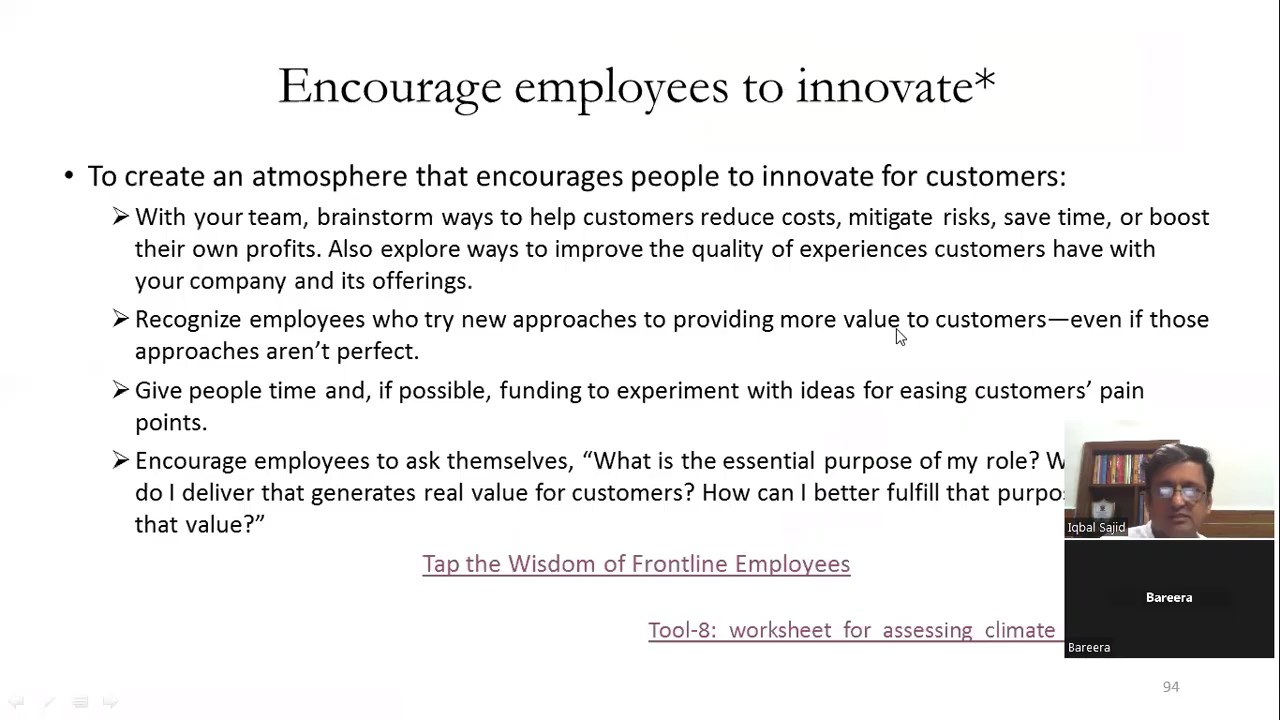 Encourage employees to innovate*
• To create an atmosphere that encourages people to innovate for customers:
➢ With your team, brainstorm ways to help customers reduce costs, mitigate risks, save time, or boost
their own profits. Also explore ways to improve the quality of experiences customers have with
your company and its offerings.
➢ Recognize employees who try new approaches to providing more value to customers—even if those
approaches aren’t perfect.
➢ Give people time and, if possible, funding to experiment with ideas for easing customers’ pain
points.
➢ Encourage employees to ask themselves, “What is the essential purpose of my role?
do I deliver that generates real value for customers? How can I better fulfill that
that value?”
Tap the Wisdom of Frontline Employees
Tool-8: worksheet for assessing climate
94
Iqbal Sajid
Bareera
Bareera